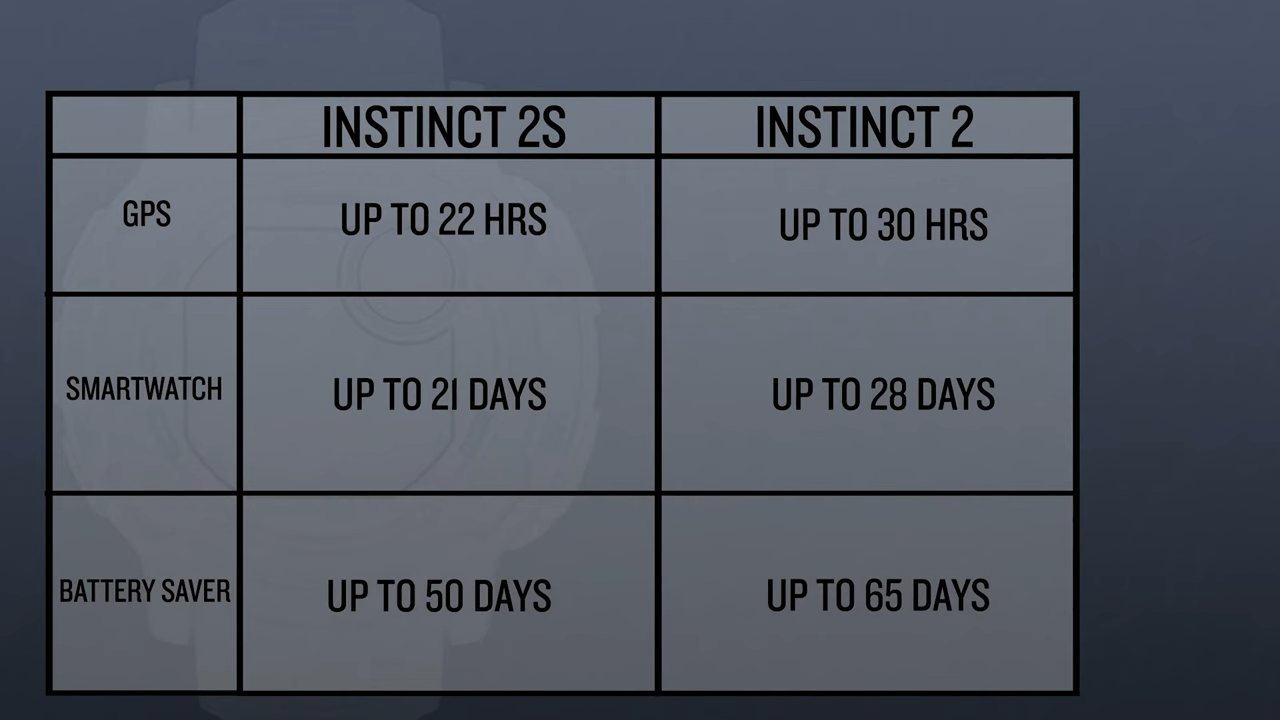 INSTINCT 2S INSTINCT 2
GPS UP TO 22 HRS UP TO 30 HRS
SMARTWATCH UP TO 21 DAYS UP TO 28 DAYS
BATTERY SAVER UP TO 50 DAYS UP TO 65 DAYS